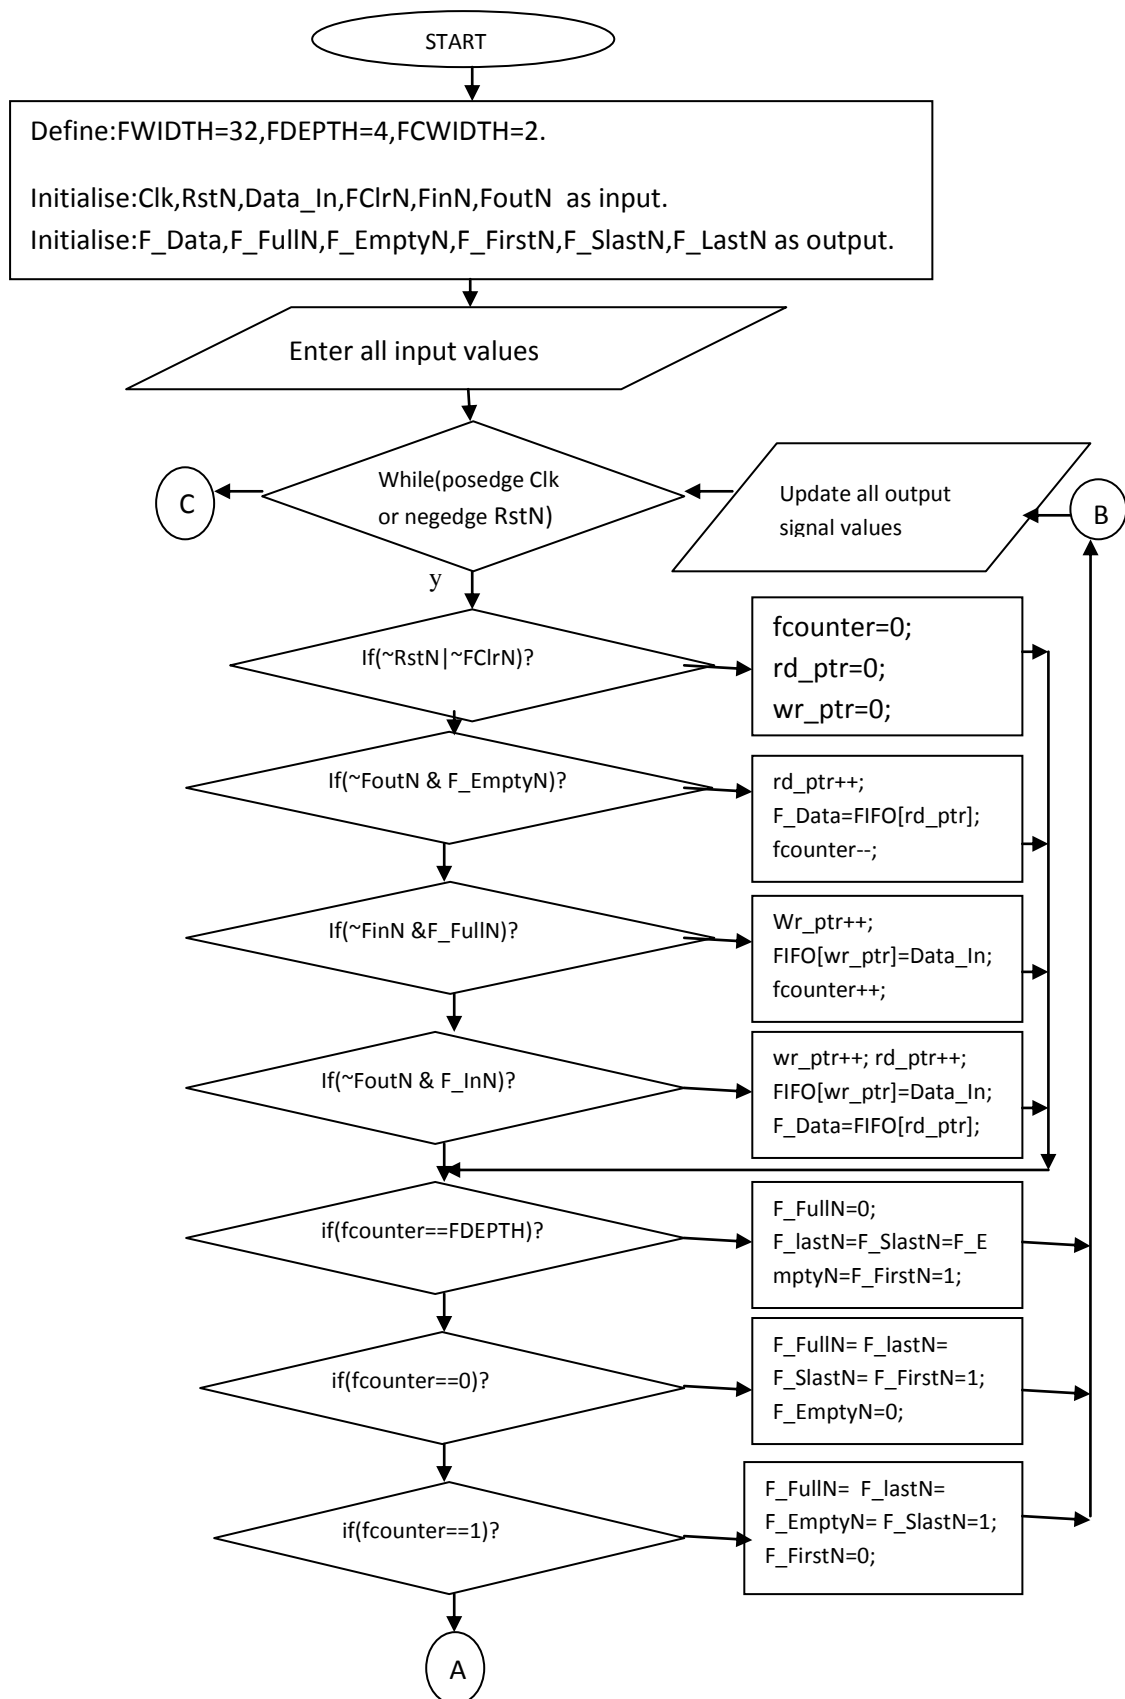 START
Define:FWIDTH=32,FDEPTH=4,FCWIDTH=2.
Initialise:Clk,RstN,Data_In,FClrN,FinN,FoutN as input.
Initialise:F_Data,F_FullN,F_EmptyN,F_FirstN,F_SlastN,F_LastN as output.
Enter all input values
While(posedge Clk
or negedge RstN)
C
Update all output
signal values
B
y
If(~RstN|~FClrN)?
fcounter=0;
rd_ptr=0;
wr_ptr=0;
If(~FoutN & F_EmptyN)?
rd_ptr++;
F_Data=FIFO[rd_ptr];
fcounter--;
If(~FinN &F_FullN)?
Wr_ptr++;
FIFO[wr_ptr]=Data_In;
fcounter++;
If(~FoutN & F_InN)?
wr_ptr++; rd_ptr++;
FIFO[wr_ptr]=Data_In;
F_Data=FIFO[rd_ptr];
if(fcounter==FDEPTH)?
F_FullN=0;
F_lastN=F_SlastN=F_E
mptyN=F_FirstN=1;
if(fcounter==0)?
F_FullN= F_lastN=
F_SlastN= F_FirstN=1;
F_EmptyN=0;
if(fcounter==1)?
F_FullN= F_lastN=
F_EmptyN= F_SlastN=1;
F_FirstN=0;
A